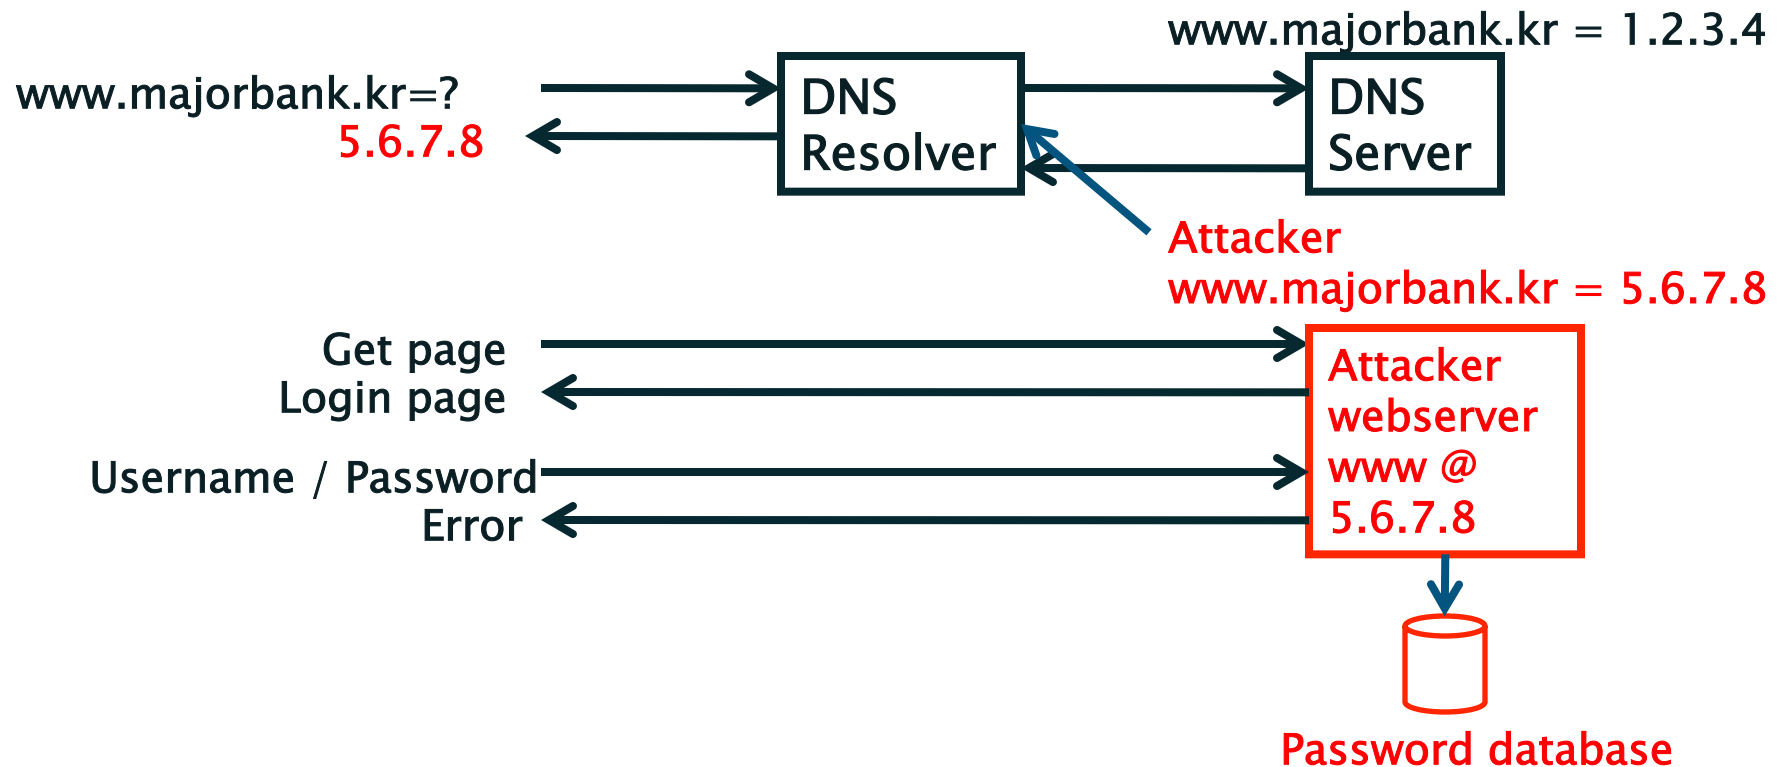 www.majorbank.kr = 1.2.3.4
www.majorbank.kr=?
5.6.7.8
DNS
Resolver
DNS
Server
Attacker
www.majorbank.kr = 5.6.7.8
Get page
Login page
Username / Password
Error
Attacker
webserver
www @
5.6.7.8
Password database